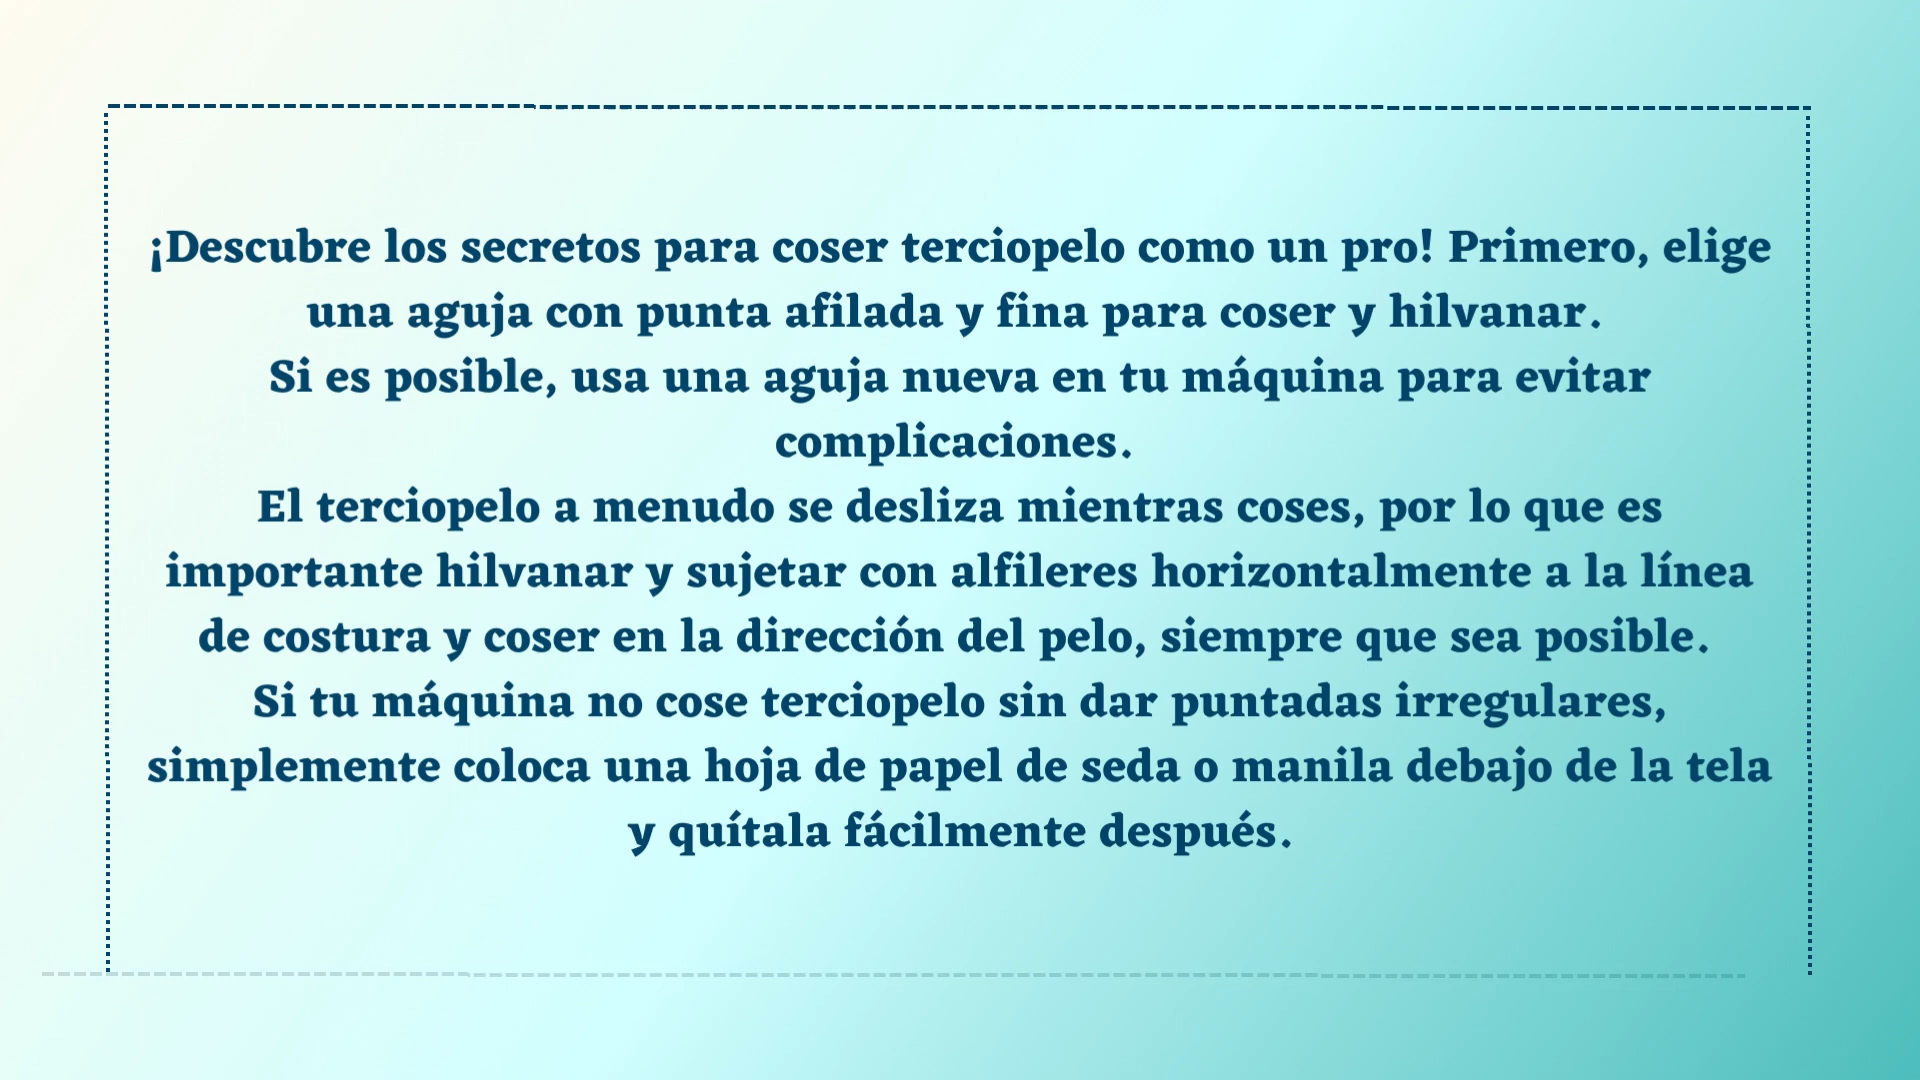 ¡Descubre los secretos para coser terciopelo como un pro! Primero, elige
una aguja con punta afilada y fina para coser y hilvanar.
Si es posible, usa una aguja nueva en tu máquina para evitar
complicaciones.
El terciopelo a menudo se desliza mientras coses, por lo que es
importante hilvanar y sujetar con alfileres horizontalmente a la línea
de costura y coser en la dirección del pelo, siempre que sea posible.
Si tu máquina no cose terciopelo sin dar puntadas irregulares,
simplemente coloca una hoja de papel de seda o manila debajo de la tela
y quítala fácilmente después.